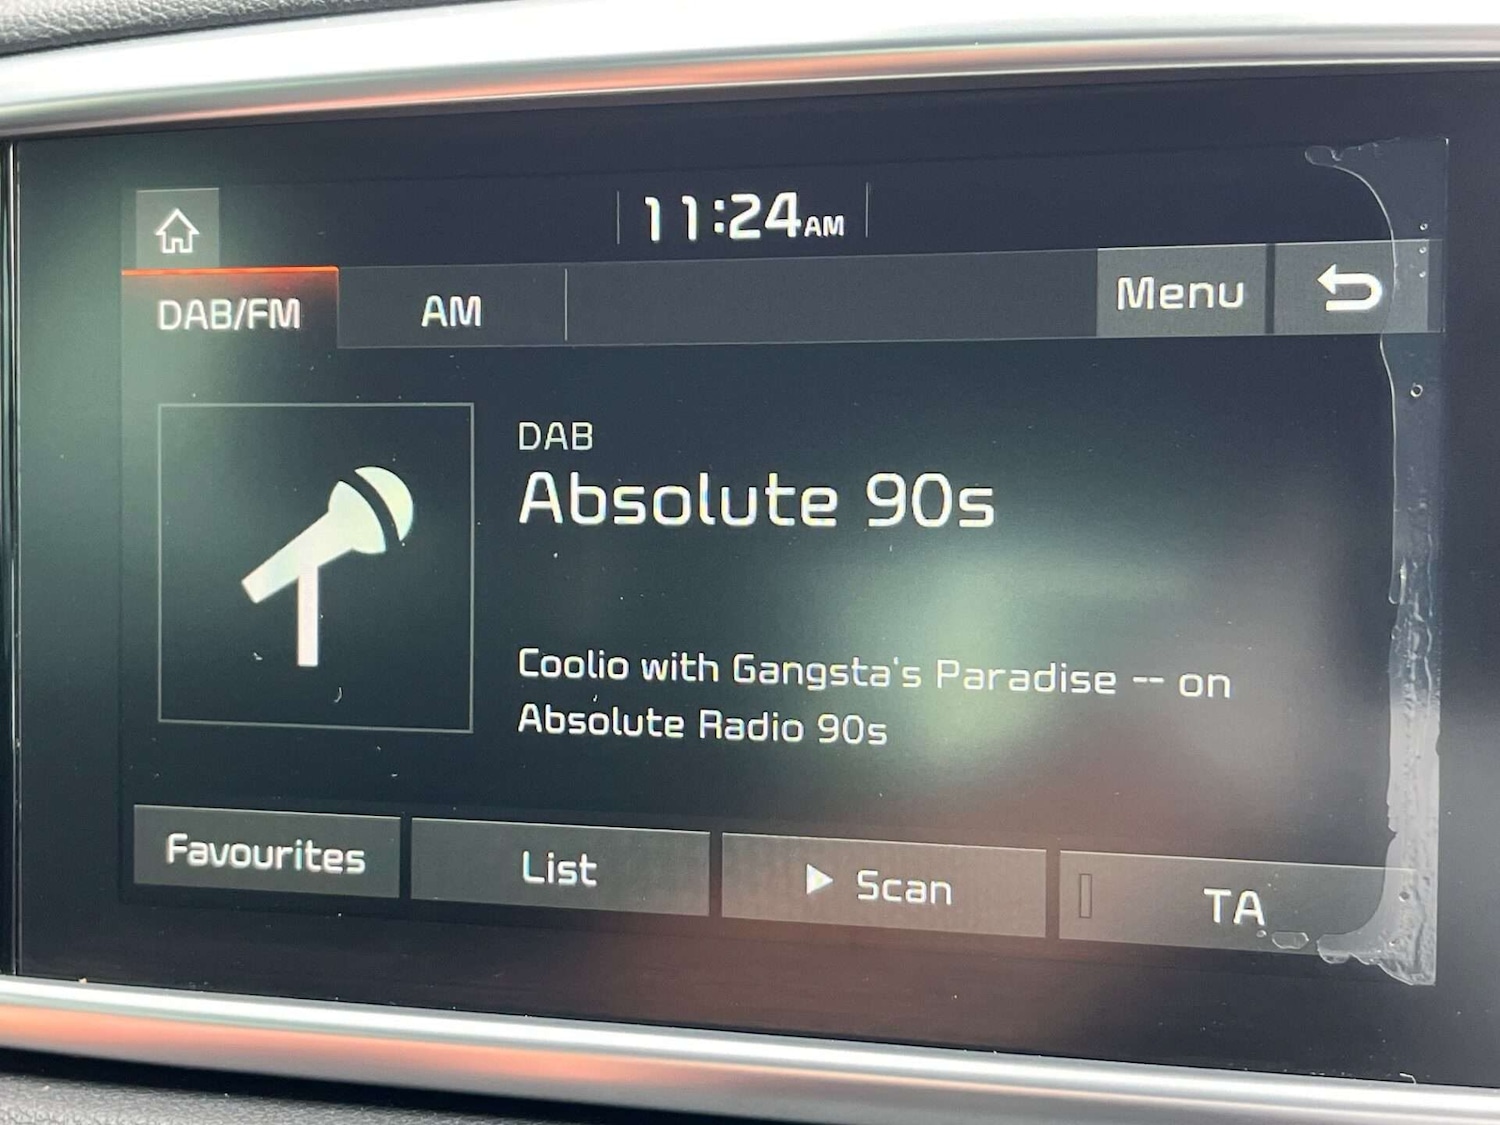 11:24AM
DAB/FM
AM
Menu
DAB
Absolute 90s
Coolio with Gangsta's Paradise -- on
Absolute Radio 90s
Favourites
List
Scan
TA